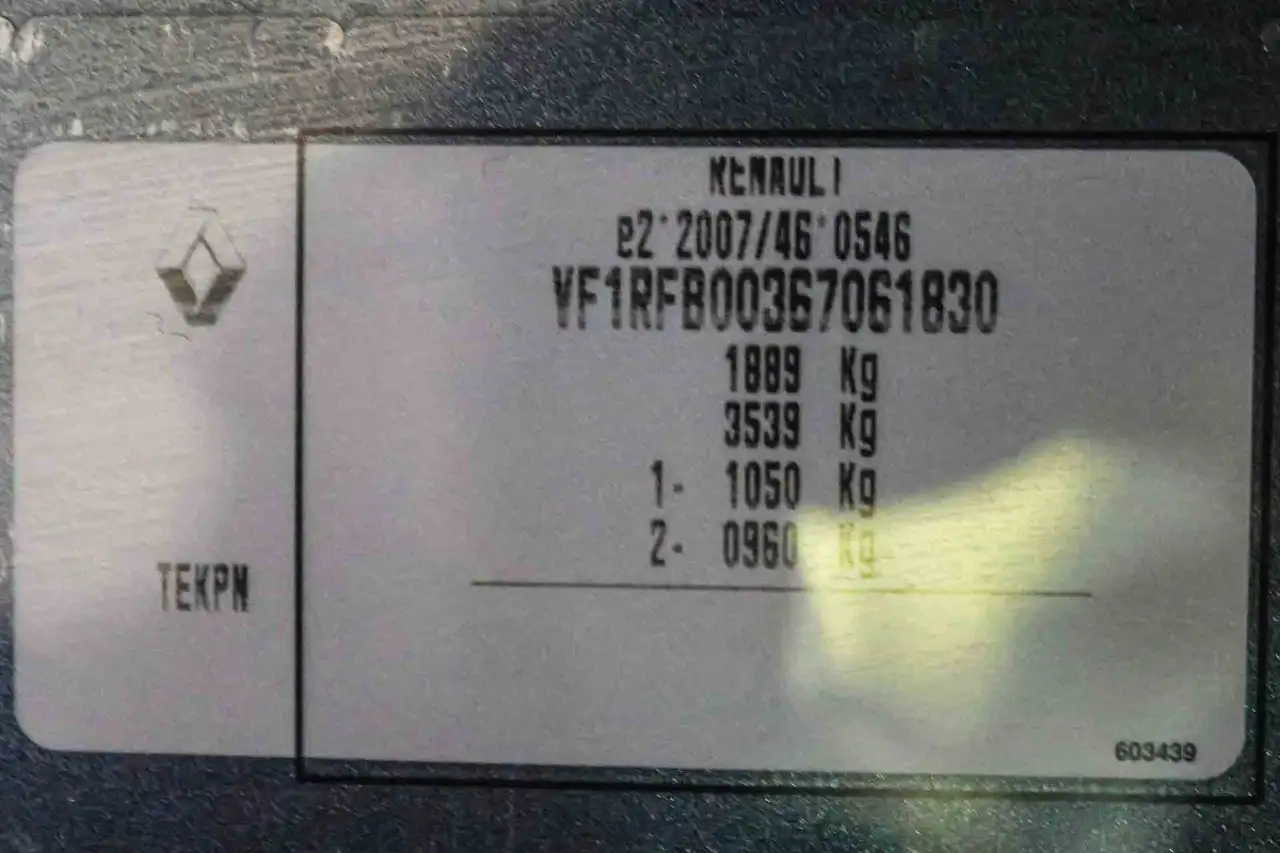 RENAULT
e2*2007/46*0546
VF1RFB00367061830
1889 Kg
3539 Kg
1- 1050 Kg
2- 0960 Kg
TEKPN
603439